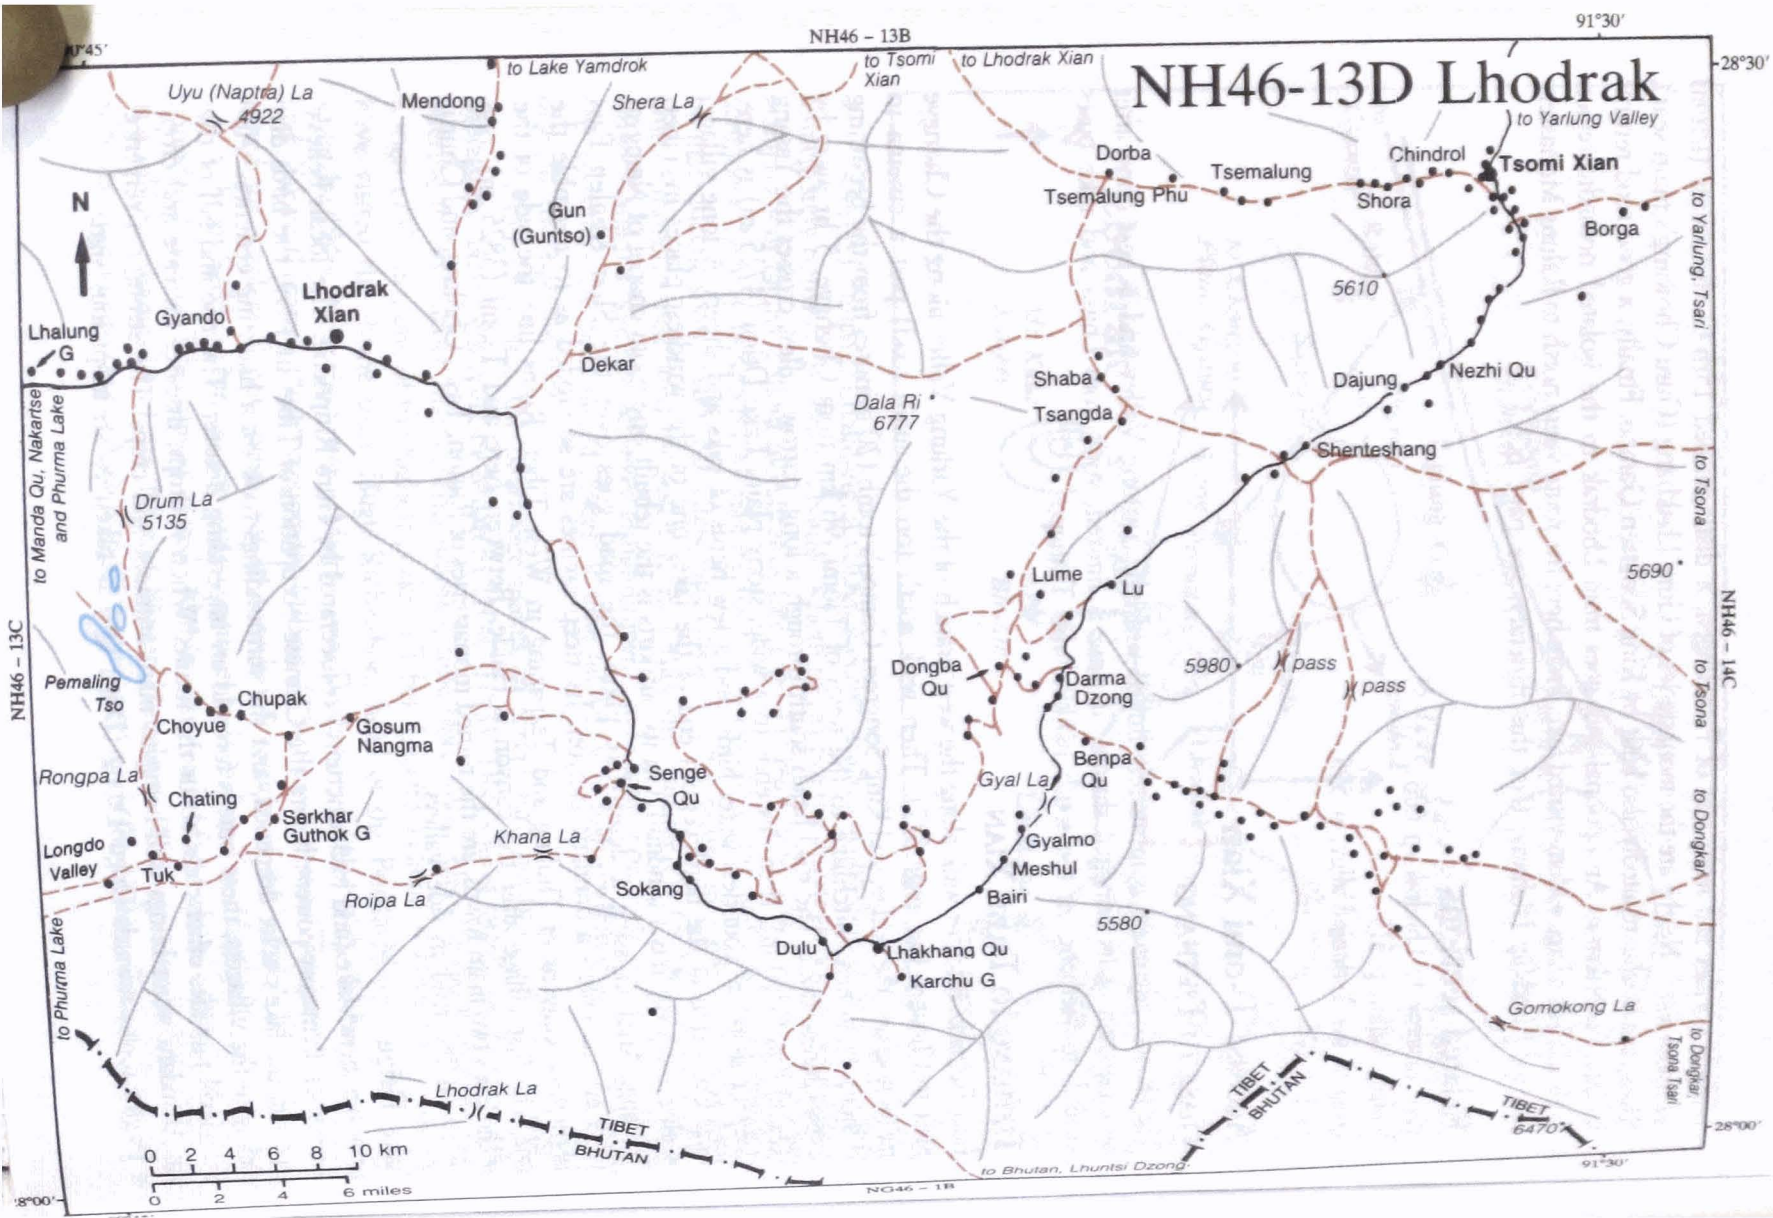 91°30'
NH46 – 13B
28°30'
NH46-13D Lhodrak
to Lake Yamdrok
to Tsomi
Xian
to Lhodrak Xian
Uyu (Naptra) La
4922
Mendong
Shera La
to Yarlung Valley
Dorba
Tsemalung
Chindrol
Tsomi Xian
Tsemalung Phu
Shora
Borga
to Yarlung, Tsari
N
Gun
(Guntso)
5610
Lhodrak
Xian
Gyando
Lhalung
G
Dekar
Shaba
Dajung
Nezhi Qu
Dala Ri
6777
Tsangda
Shenteshang
to Manda Qu, Nakartse
and Phurma Lake
to Tsona
Drum La
5135
Lume
Lu
5690
NH46 – 14C
NH46 – 13C
Dongba
Qu
Darma
Dzong
5980
pass
pass
to Tsona
Pemaling
Tso
Choyue
Chupak
Gosum
Nangma
Rongpa La
Chating
Serkhar
Guthok G
Senge
Qu
Gyal La
Benpa
Qu
to Dongkar
Longdo
Valley
Tuk
Khana La
Roipa La
Sokang
Gyalmo
Meshul
Bairi
5580
Dulu
Lhakhang Qu
Karchu G
to Phurma Lake
Gomokong La
to Dongkar,
Tsona Tsari
Lhodrak La
TIBET
BHUTAN
TIBET
BHUTAN
TIBET
6470
28°00'
0 2 4 6 8 10 km
0 2 4 6 miles
to Bhutan, Lhuntsi Dzong
NG46 – 1B
91°30'